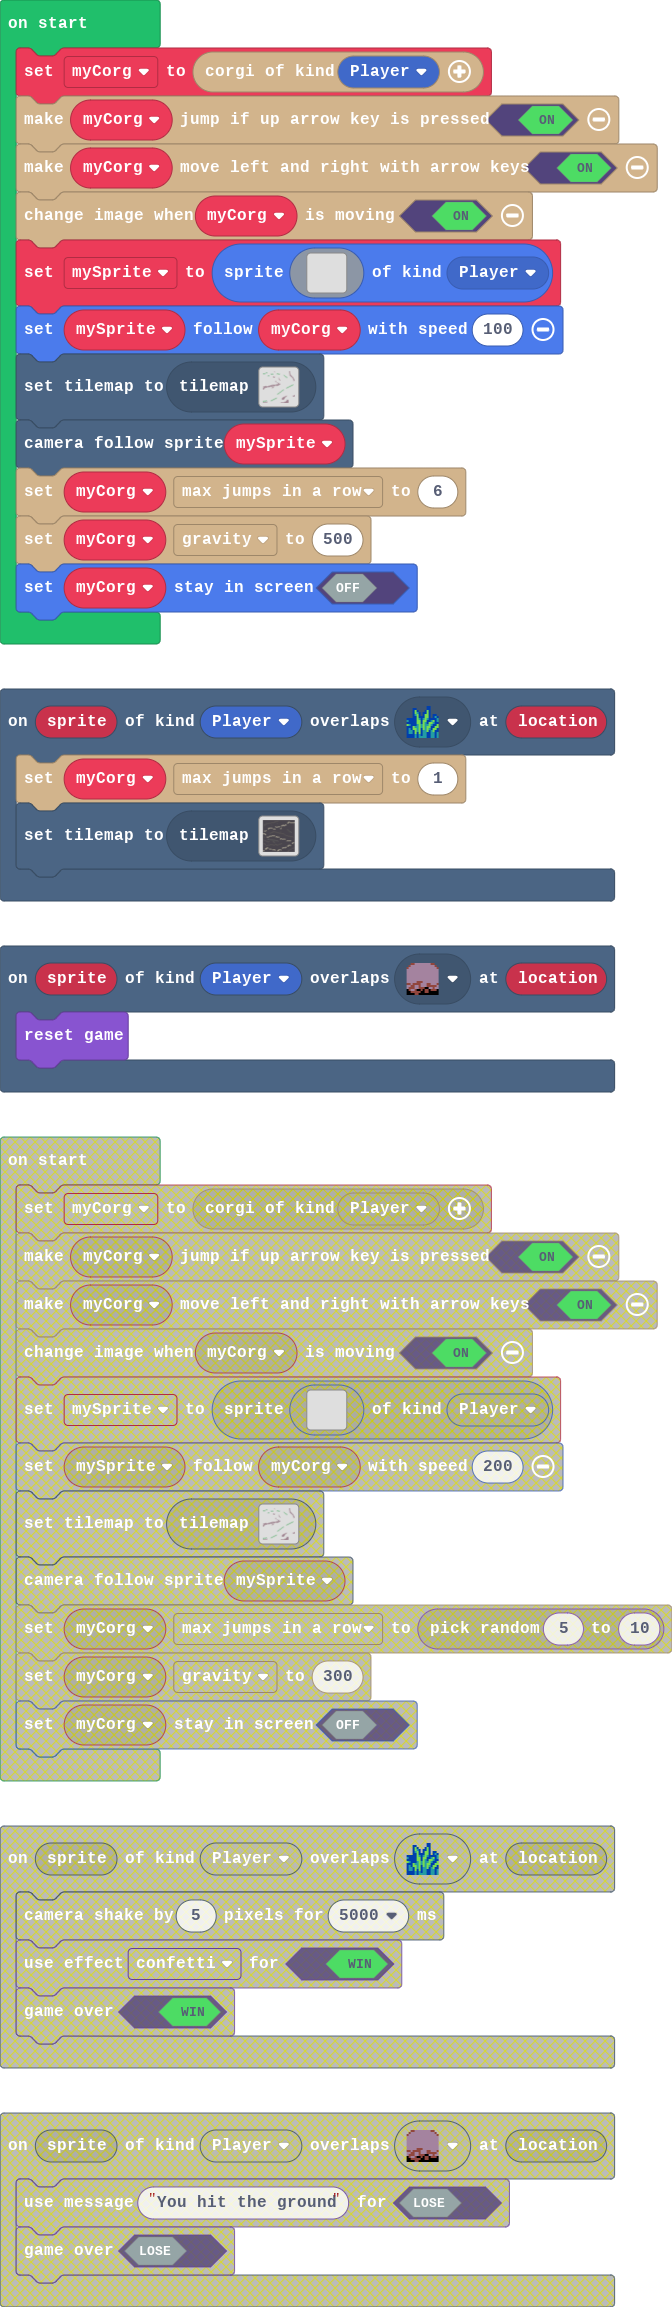 on start
set myCorg to corgi of kind Player
make myCorg jump if up arrow key is pressed ON
make myCorg move left and right with arrow keys ON
change image when myCorg is moving ON
set mySprite to sprite of kind Player
set mySprite follow myCorg with speed 100
set tilemap to tilemap
camera follow sprite mySprite
set myCorg max jumps in a row to 6
set myCorg gravity to 500
set myCorg stay in screen OFF
on sprite of kind Player overlaps at location
set myCorg max jumps in a row to 1
set tilemap to tilemap
on sprite of kind Player overlaps at location
reset game
on start
set myCorg to corgi of kind Player
make myCorg jump if up arrow key is pressed ON
make myCorg move left and right with arrow keys ON
change image when myCorg is moving ON
set mySprite to sprite of kind Player
set mySprite follow myCorg with speed 200
set tilemap to tilemap
camera follow sprite mySprite
set myCorg max jumps in a row to pick random 5 to 10
set myCorg gravity to 300
set myCorg stay in screen OFF
on sprite of kind Player overlaps at location
camera shake by 5 pixels for 5000 ms
use effect confetti for WIN
game over WIN
on sprite of kind Player overlaps at location
use message "You hit the ground" for LOSE
game over LOSE